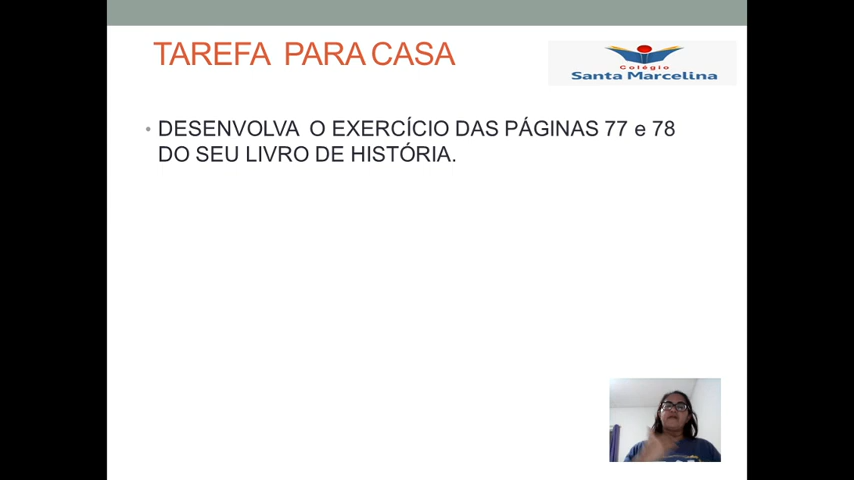 TAREFA PARA CASA
Colégio
Santa Marcelina
DESENVOLVA O EXERCÍCIO DAS PÁGINAS 77 e 78
DO SEU LIVRO DE HISTÓRIA.